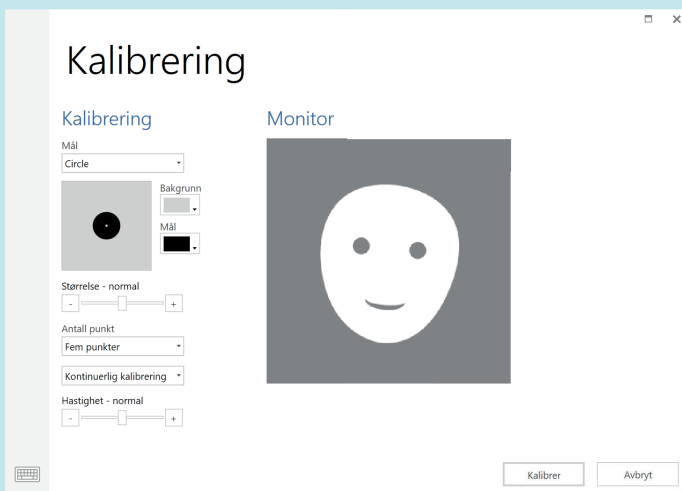 Kalibrering
Kalibrering
Mål
Circle
Bakgrunn
Mål
Størrelse - normal
- +
Antall punkt
Fem punkter
Kontinuerlig kalibrering
Hastighet - normal
- +
Monitor
Kalibrer
Avbryt